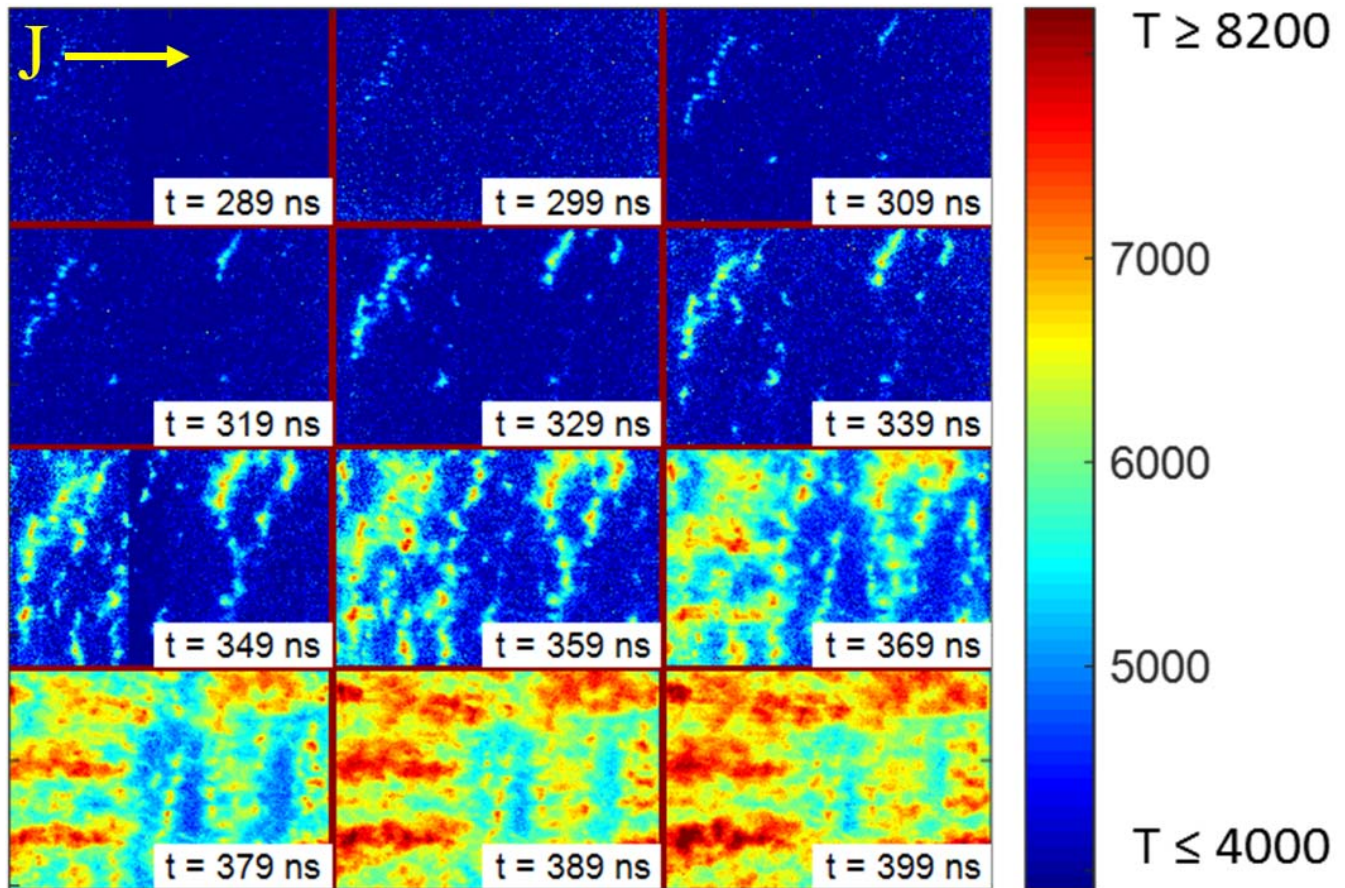 J
t = 289 ns
t = 299 ns
t = 309 ns
t = 319 ns
t = 329 ns
t = 339 ns
t = 349 ns
t = 359 ns
t = 369 ns
t = 379 ns
t = 389 ns
t = 399 ns
T ≥ 8200
7000
6000
5000
T ≤ 4000